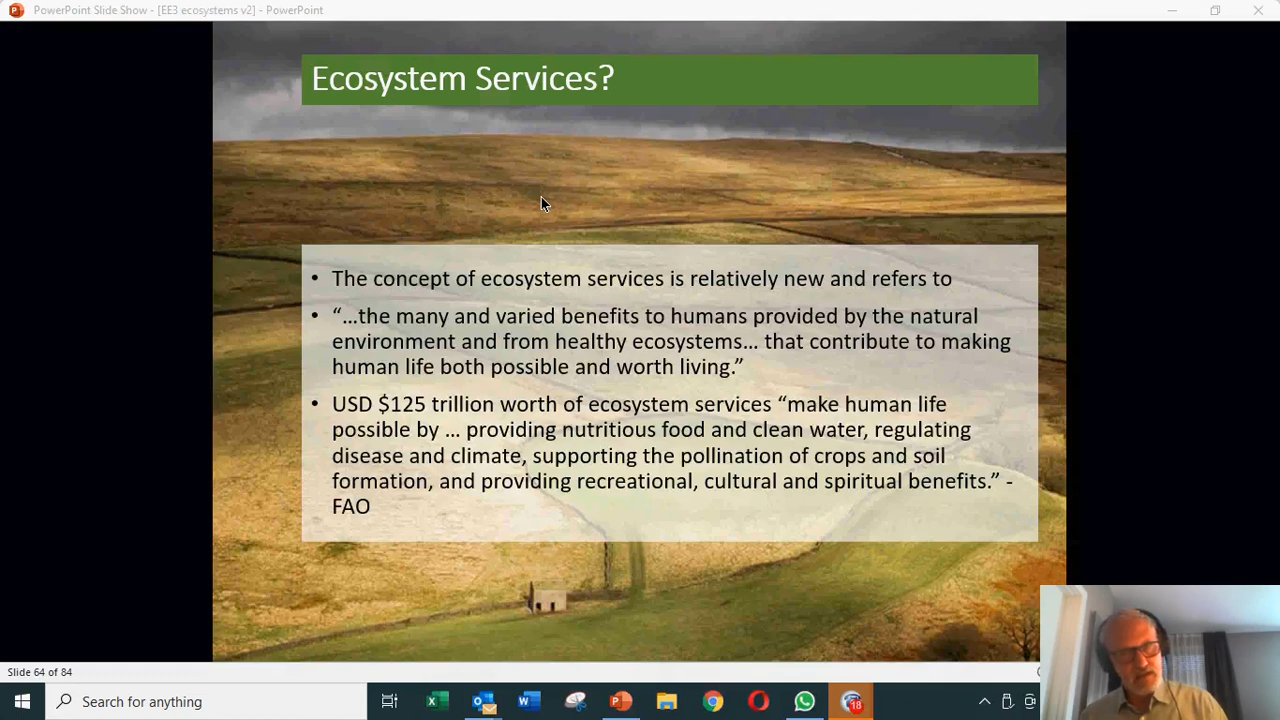 PowerPoint Slide Show - [EE3 ecosystems v2] - PowerPoint
Ecosystem Services?
• The concept of ecosystem services is relatively new and refers to
• “…the many and varied benefits to humans provided by the natural
environment and from healthy ecosystems… that contribute to making
human life both possible and worth living.”
• USD $125 trillion worth of ecosystem services “make human life
possible by … providing nutritious food and clean water, regulating
disease and climate, supporting the pollination of crops and soil
formation, and providing recreational, cultural and spiritual benefits.” -
FAO
Slide 64 of 84
Search for anything
18